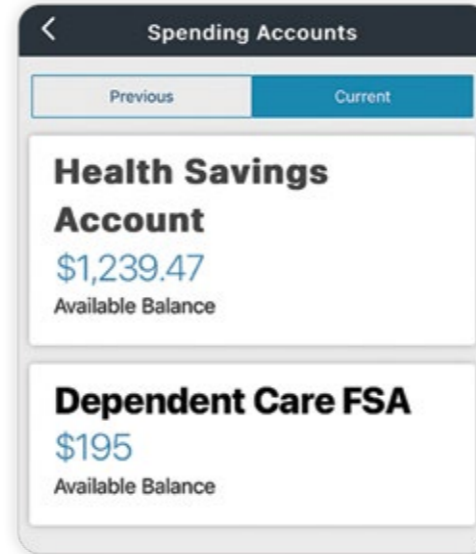 Spending Accounts
Previous Current
Health Savings
Account
$1,239.47
Available Balance
Dependent Care FSA
$195
Available Balance